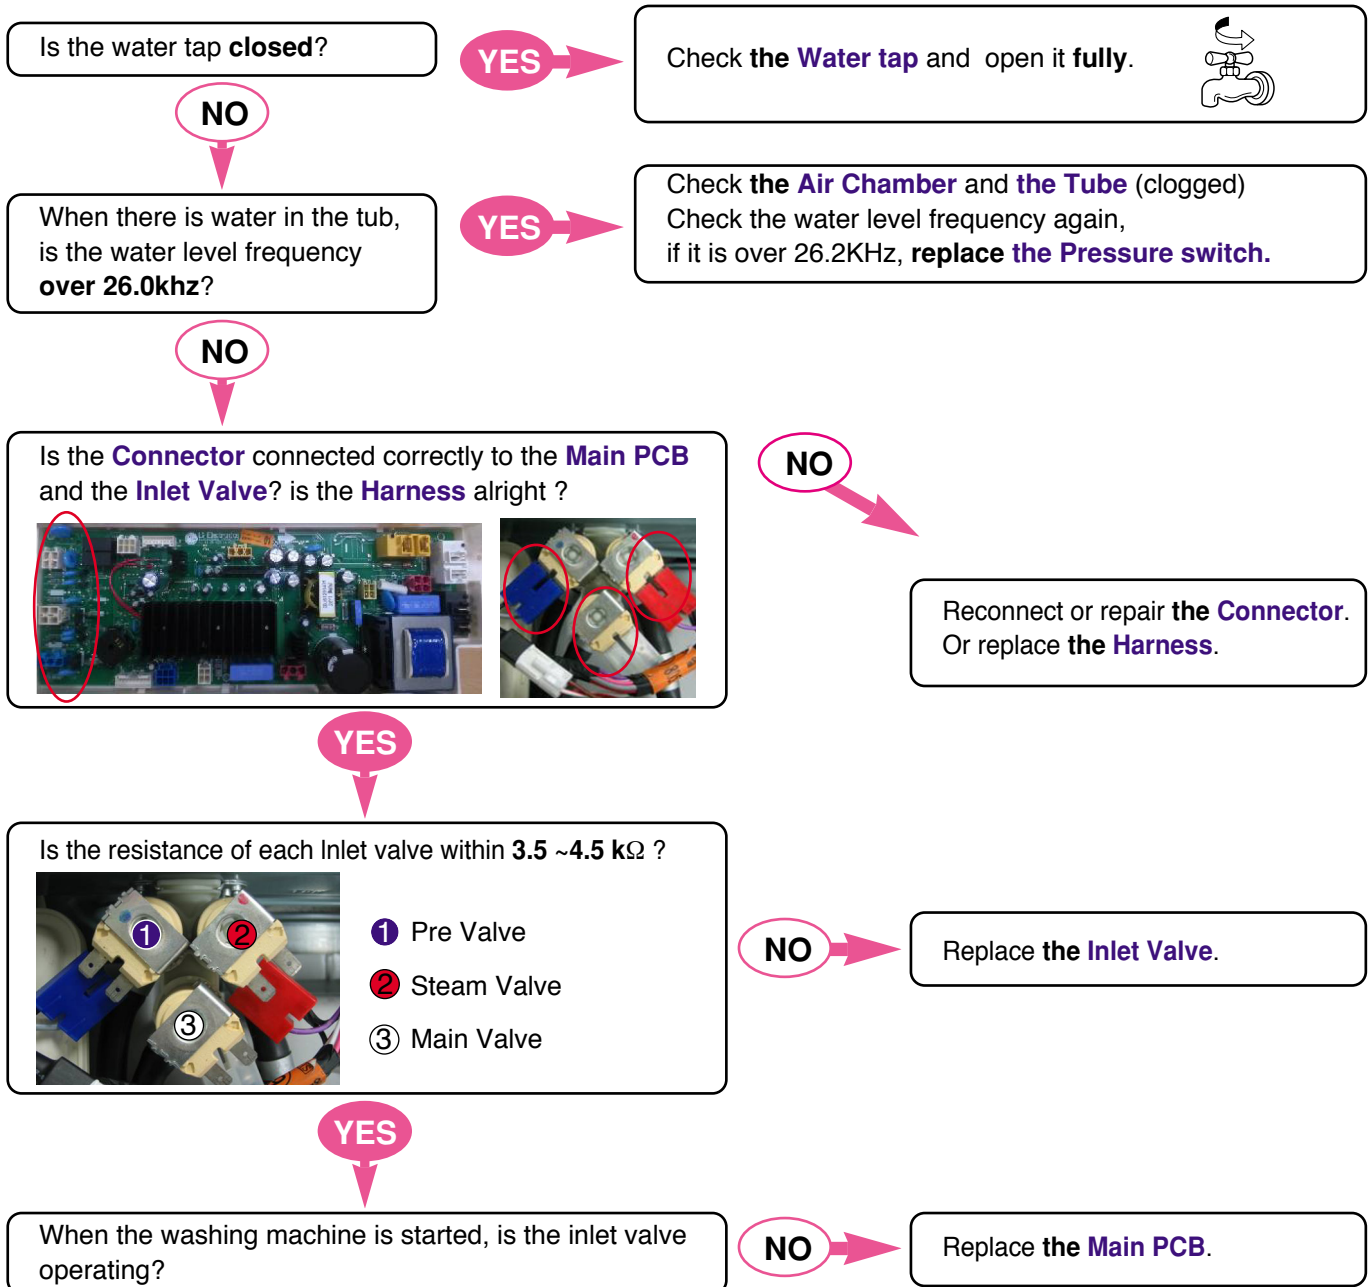 Is the water tap closed?
YES
Check the Water tap and open it fully.
NO
When there is water in the tub,
is the water level frequency
over 26.0khz?
YES
Check the Air Chamber and the Tube (clogged)
Check the water level frequency again,
if it is over 26.2KHz, replace the Pressure switch.
NO
Is the Connector connected correctly to the Main PCB
and the Inlet Valve? is the Harness alright ?
NO
Reconnect or repair the Connector.
Or replace the Harness.
YES
Is the resistance of each Inlet valve within 3.5 ~4.5 kΩ ?
1
2
3
1 Pre Valve
2 Steam Valve
3 Main Valve
NO
Replace the Inlet Valve.
YES
When the washing machine is started, is the inlet valve
operating?
NO
Replace the Main PCB.